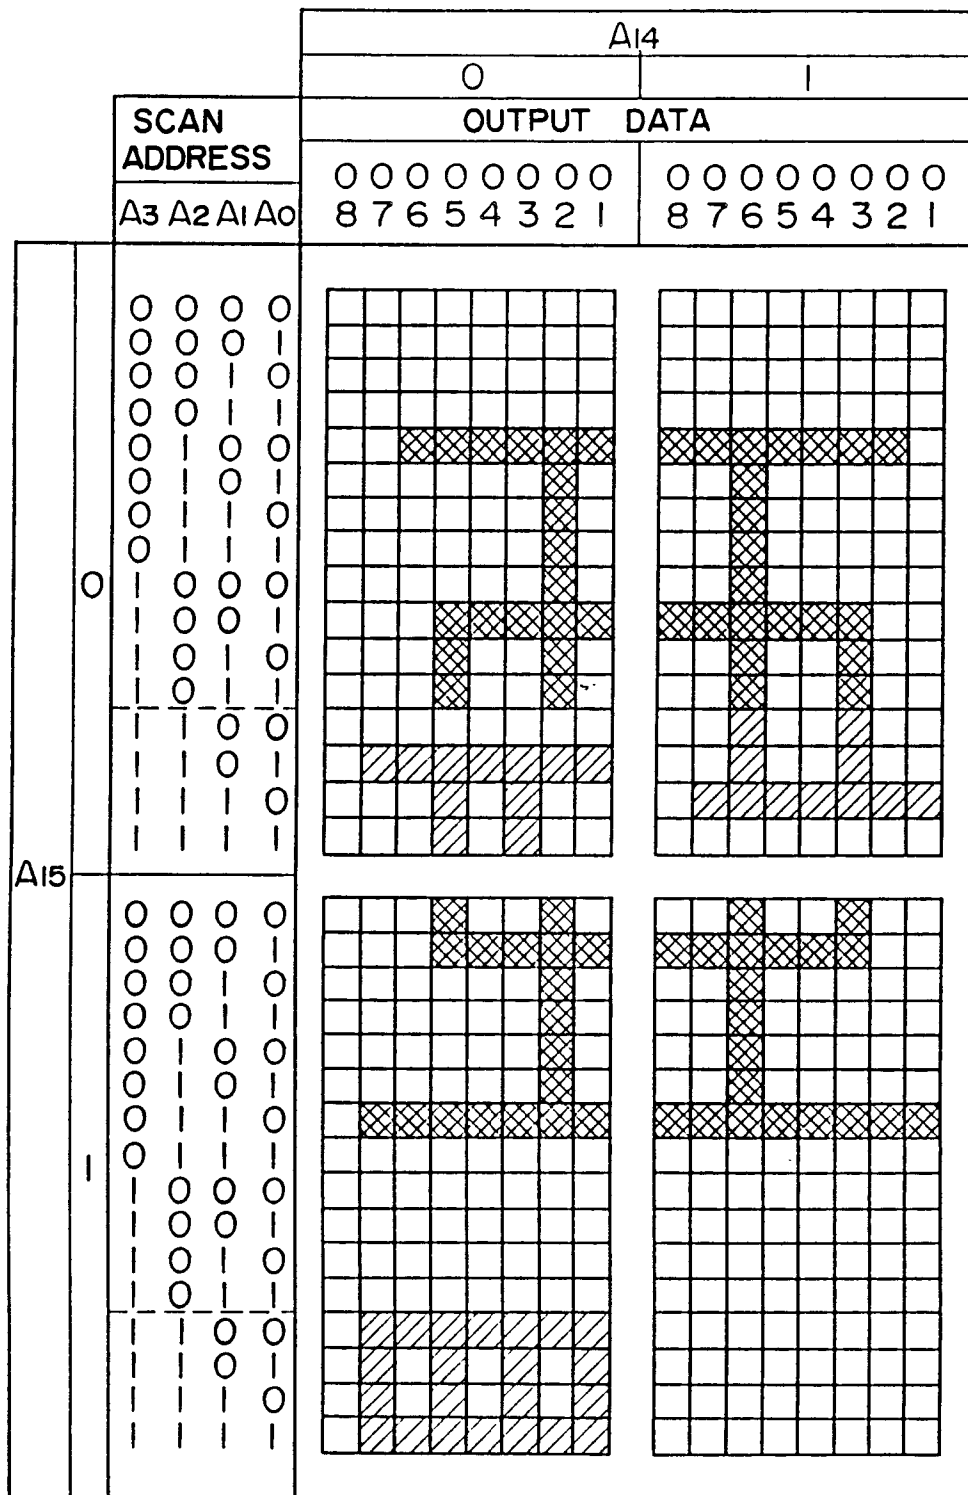 A14
0 1
SCAN ADDRESS
OUTPUT DATA
A3 A2 A1 A0
0 0 0 0 0 0 0 0 0 0 0 0 0 0 0 0
8 7 6 5 4 3 2 1 8 7 6 5 4 3 2 1
0 0 0 0
0 0 0 1
0 0 1 0
0 0 1 1
0 1 0 0
0 1 0 1
0 1 1 0
0 1 1 1
0
1 0 0 0
1 0 0 1
1 0 1 0
1 0 1 1
1 1 0 0
1 1 0 1
1 1 1 0
1 1 1 1
A15
0 0 0 0
0 0 0 1
0 0 1 0
0 0 1 1
0 1 0 0
0 1 0 1
0 1 1 0
0 1 1 1
1
1 0 0 0
1 0 0 1
1 0 1 0
1 0 1 1
1 1 0 0
1 1 0 1
1 1 1 0
1 1 1 1